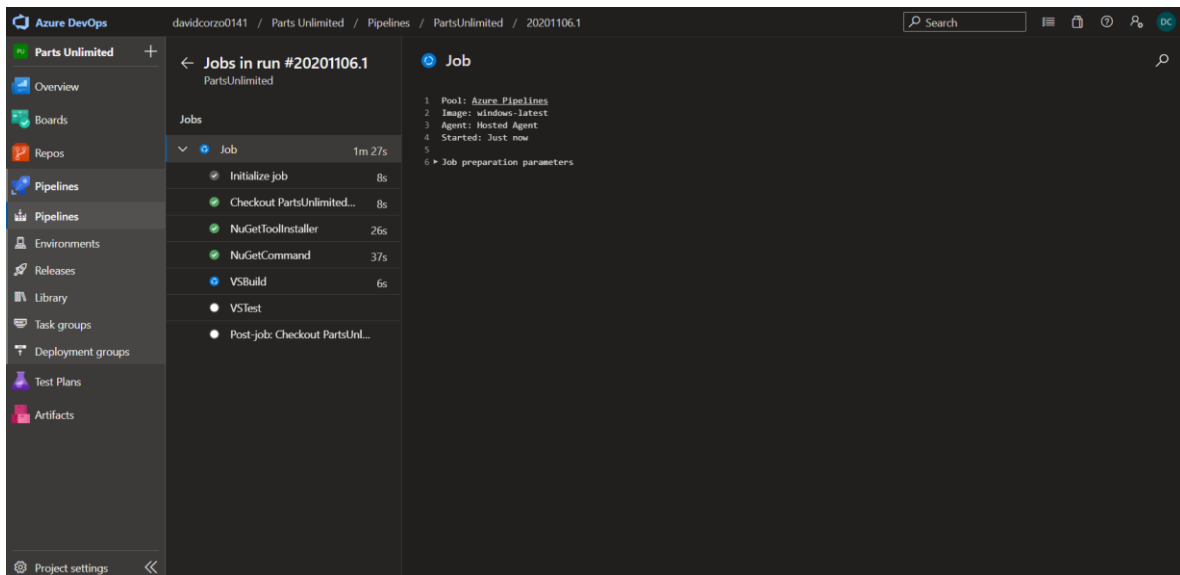 Azure DevOps
davidcorzo0141 / Parts Unlimited / Pipelines / PartsUnlimited / 20201106.1
Search
DC
PU Parts Unlimited
Overview
Boards
Repos
Pipelines
Pipelines
Environments
Releases
Library
Task groups
Deployment groups
Test Plans
Artifacts
Project settings
Jobs in run #20201106.1
PartsUnlimited
Jobs
Job 1m 27s
Initialize job 8s
Checkout PartsUnlimited... 8s
NuGetToolInstaller 26s
NuGetCommand 37s
VSBuild 6s
VSTest
Post-job: Checkout PartsUnl...
Job
1 Pool: Azure Pipelines
2 Image: windows-latest
3 Agent: Hosted Agent
4 Started: Just now
5
6 Job preparation parameters